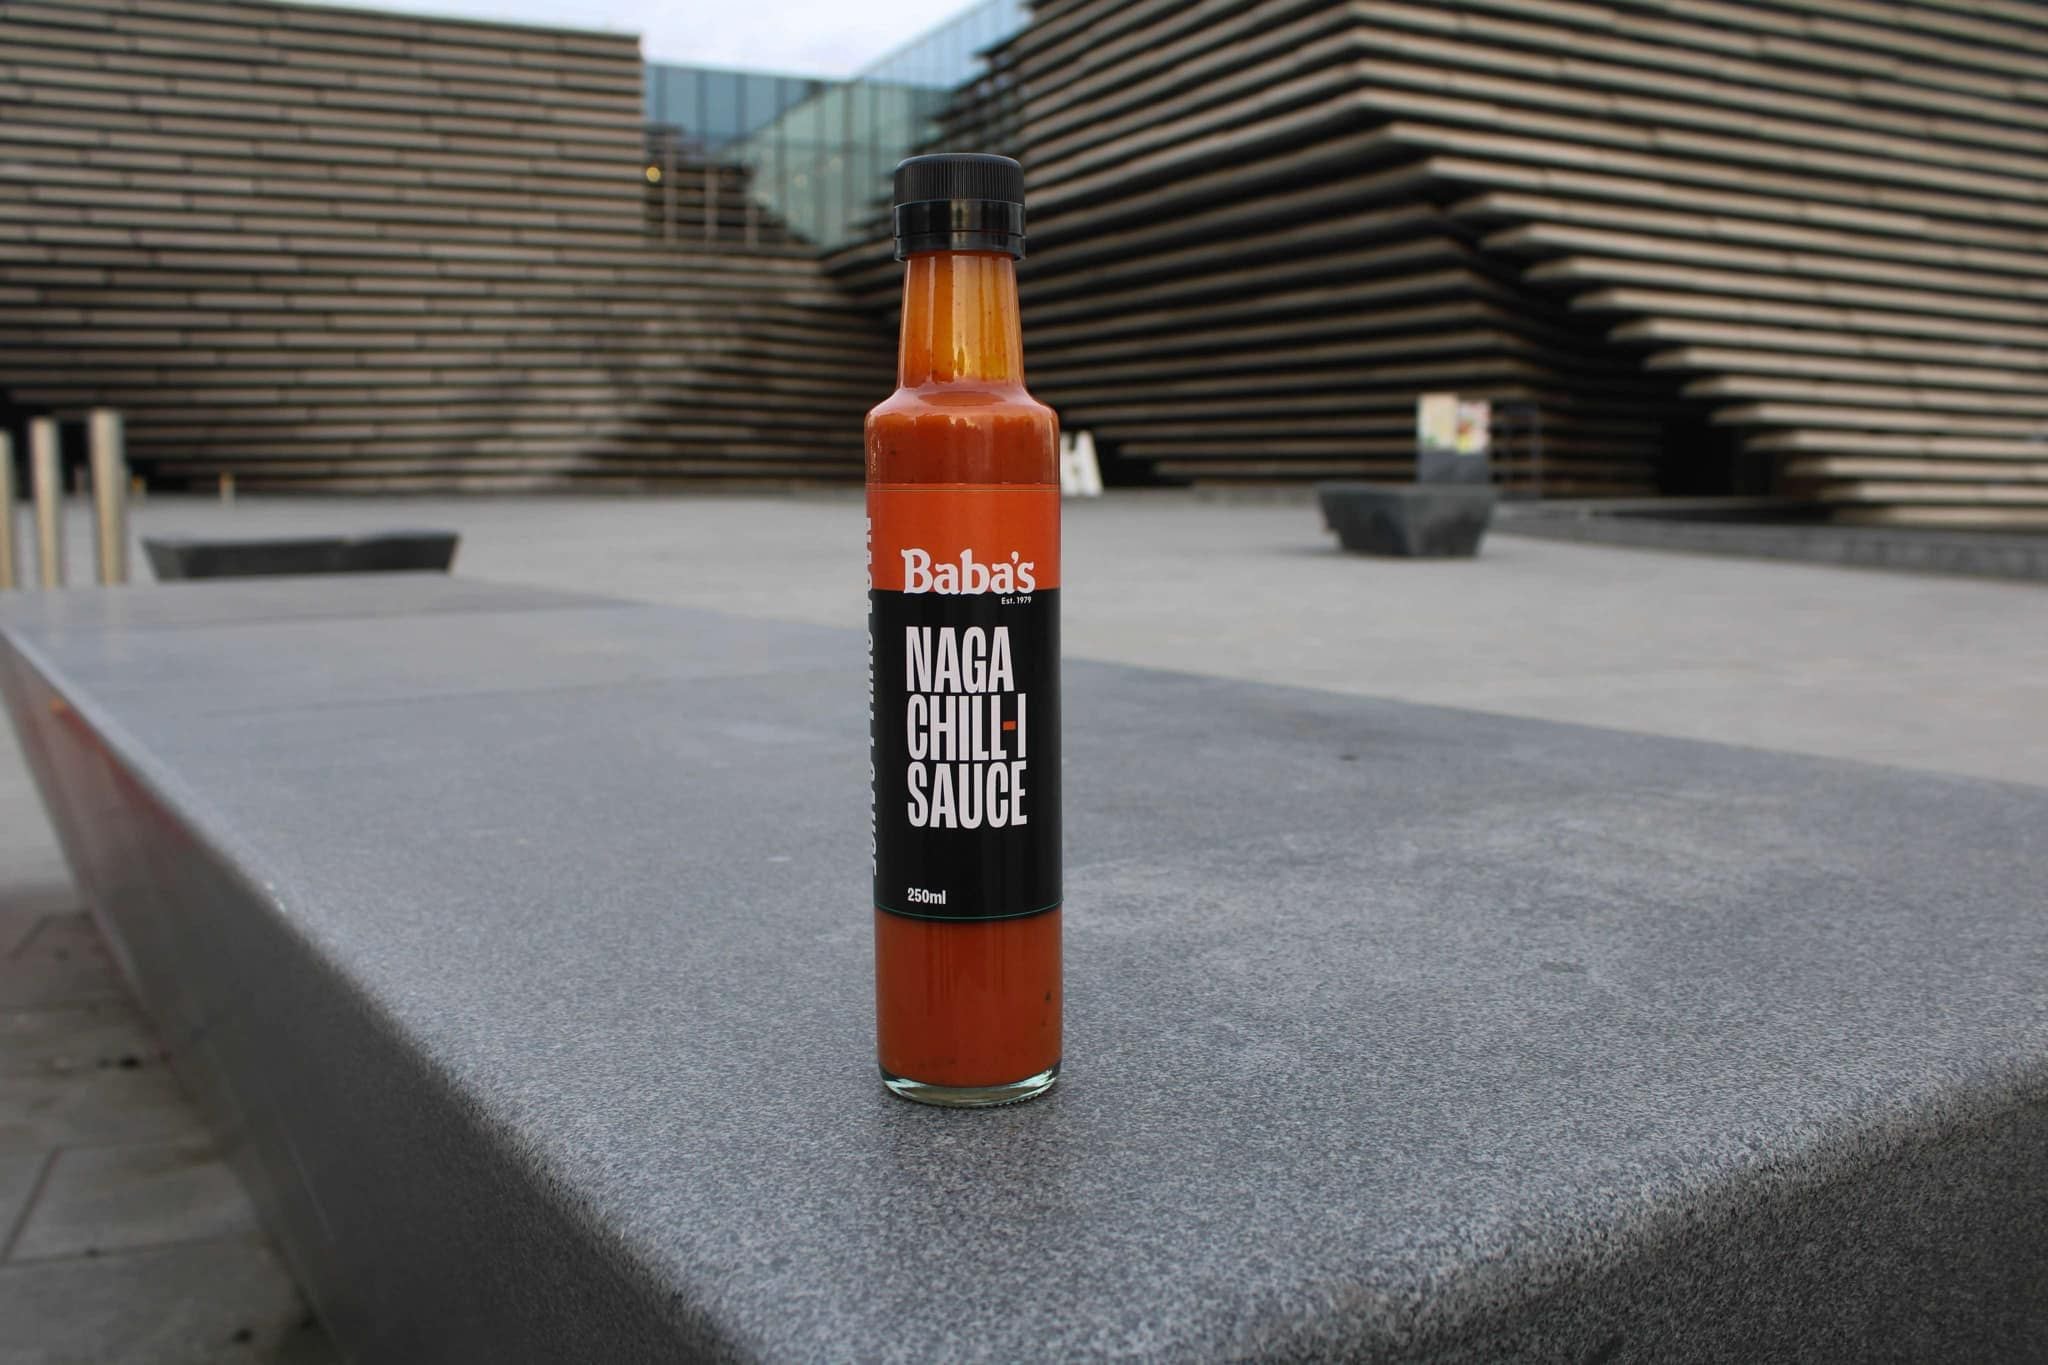 Baba's
Est. 1979
NAGA
CHILL-I
SAUCE
250ml